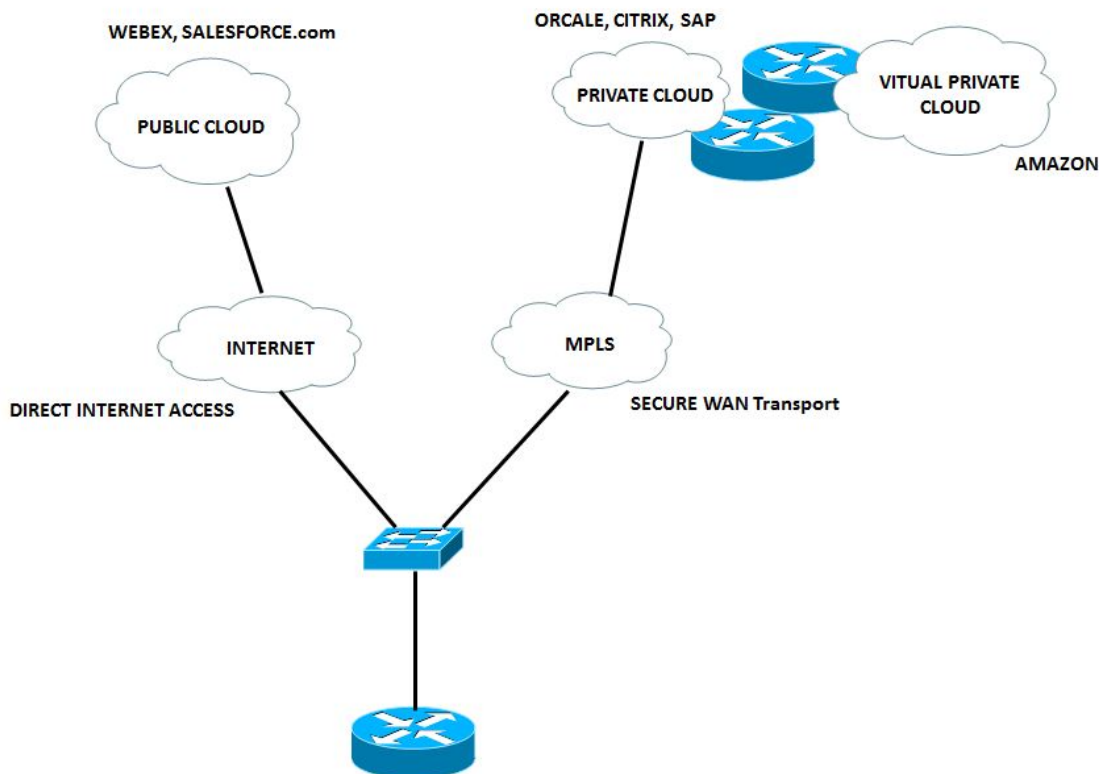 WEBEX, SALESFORCE.com
ORCALE, CITRIX, SAP
PUBLIC CLOUD
PRIVATE CLOUD
VITUAL PRIVATE
CLOUD
AMAZON
INTERNET
MPLS
DIRECT INTERNET ACCESS
SECURE WAN Transport